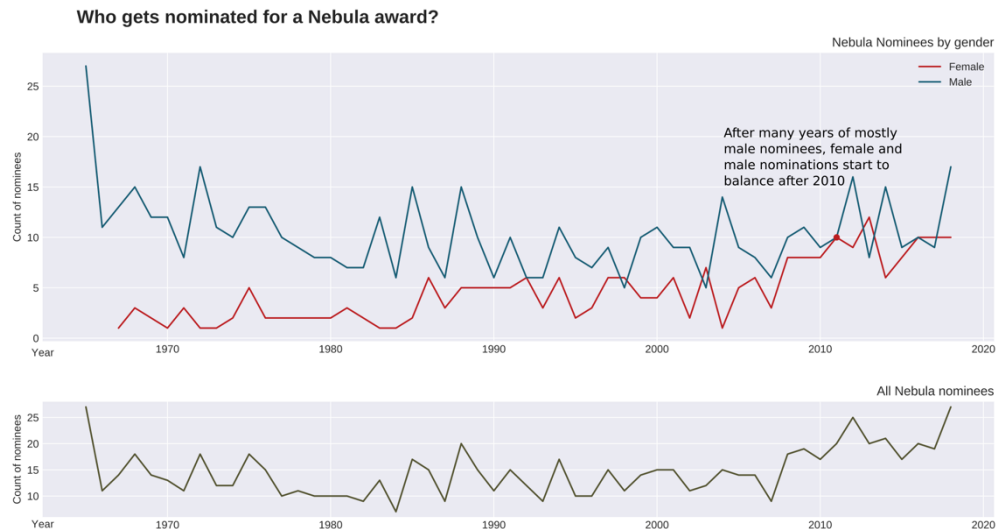 Who gets nominated for a Nebula award?
Nebula Nominees by gender
Female
Male
After many years of mostly
male nominees, female and
male nominations start to
balance after 2010
Count of nominees
25
20
15
10
5
0
Year
1970
1980
1990
2000
2010
2020
All Nebula nominees
Count of nominees
25
20
15
10
Year
1970
1980
1990
2000
2010
2020